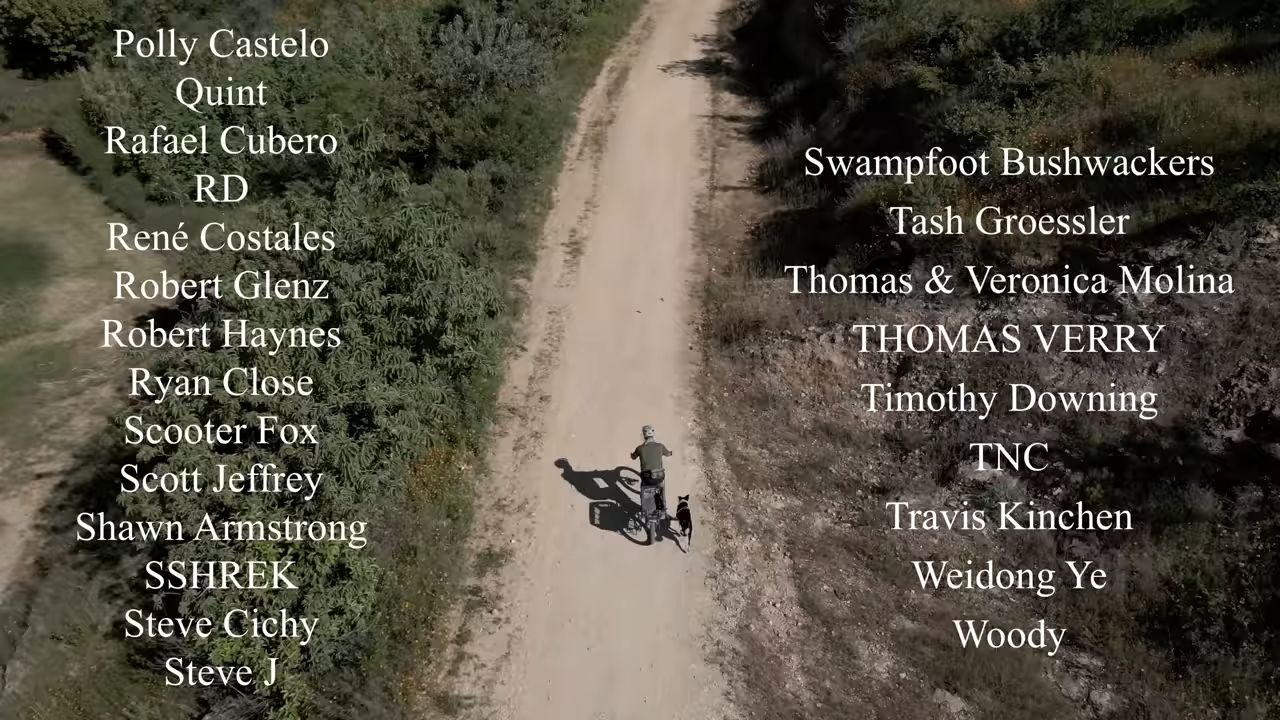 Polly Castelo
Quint
Rafael Cubero
RD
René Costales
Robert Glenz
Robert Haynes
Ryan Close
Scooter Fox
Scott Jeffrey
Shawn Armstrong
SSHREK
Steve Cichy
Steve J
Swampfoot Bushwackers
Tash Groessler
Thomas & Veronica Molina
THOMAS VERRY
Timothy Downing
TNC
Travis Kinchen
Weidong Ye
Woody